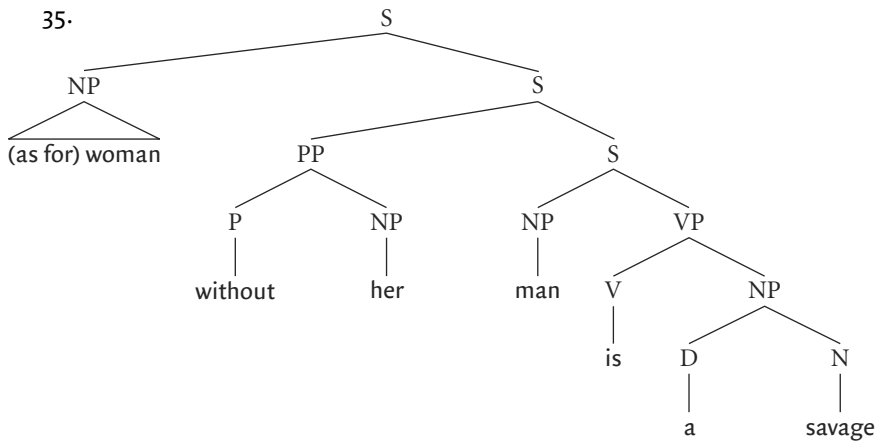 35. S
NP S
(as for) woman PP S
P NP NP VP
without her man V NP
is D N
a savage